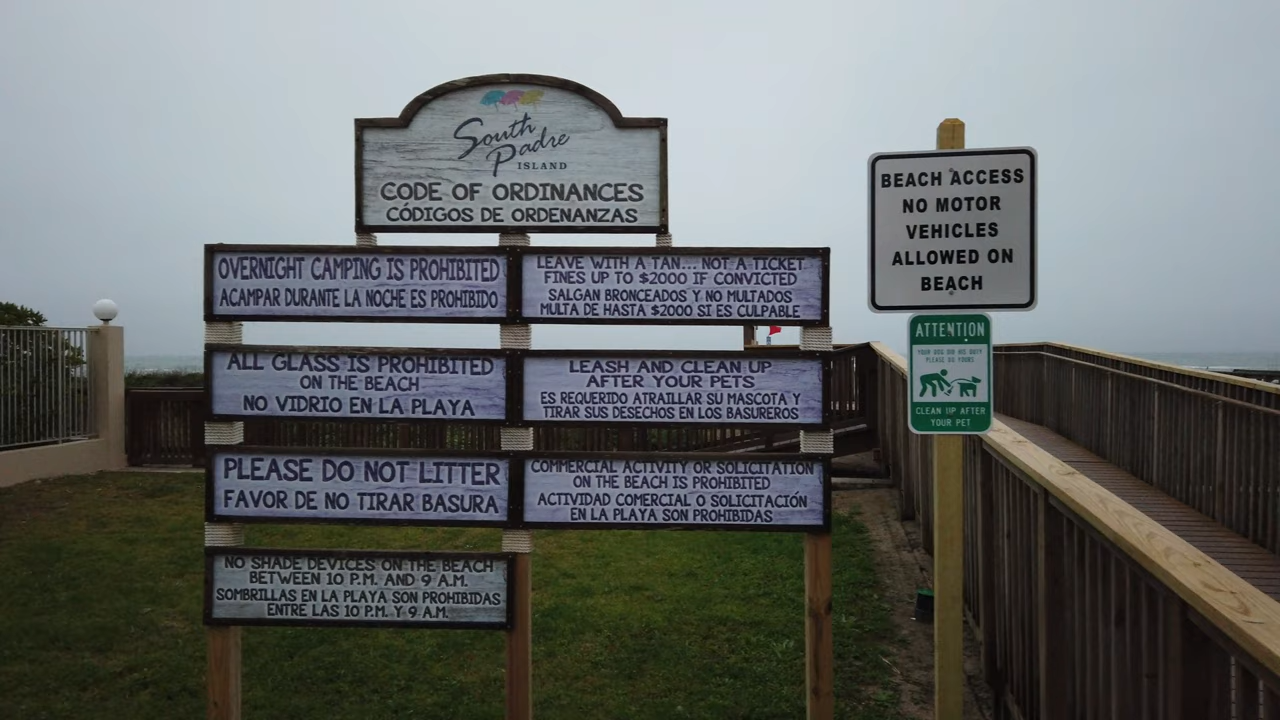 South
Padre
ISLAND
CODE OF ORDINANCES
CÓDIGOS DE ORDENANZAS
OVERNIGHT CAMPING IS PROHIBITED
ACAMPAR DURANTE LA NOCHE ES PROHIBIDO
LEAVE WITH A TAN... NOT A TICKET
FINES UP TO $2000 IF CONVICTED
SALGAN BRONCEADOS Y NO MULTADOS
MULTA DE HASTA $2000 SI ES CULPABLE
ALL GLASS IS PROHIBITED
ON THE BEACH
NO VIDRIO EN LA PLAYA
LEASH AND CLEAN UP
AFTER YOUR PETS
ES REQUERIDO ATRAILLAR SU MASCOTA Y
TIRAR SUS DESECHOS EN LOS BASUREROS
PLEASE DO NOT LITTER
FAVOR DE NO TIRAR BASURA
COMMERCIAL ACTIVITY OR SOLICITATION
ON THE BEACH IS PROHIBITED
ACTIVIDAD COMERCIAL O SOLICITACIÓN
EN LA PLAYA SON PROHIBIDAS
NO SHADE DEVICES ON THE BEACH
BETWEEN 10 P.M. AND 9 A.M.
SOMBRILLAS EN LA PLAYA SON PROHIBIDAS
ENTRE LAS 10 P.M. Y 9 A.M.
BEACH ACCESS
NO MOTOR
VEHICLES
ALLOWED ON
BEACH
ATTENTION
YOUR DOG DID HIS DUTY
PLEASE DO YOURS
CLEAN UP AFTER
YOUR PET